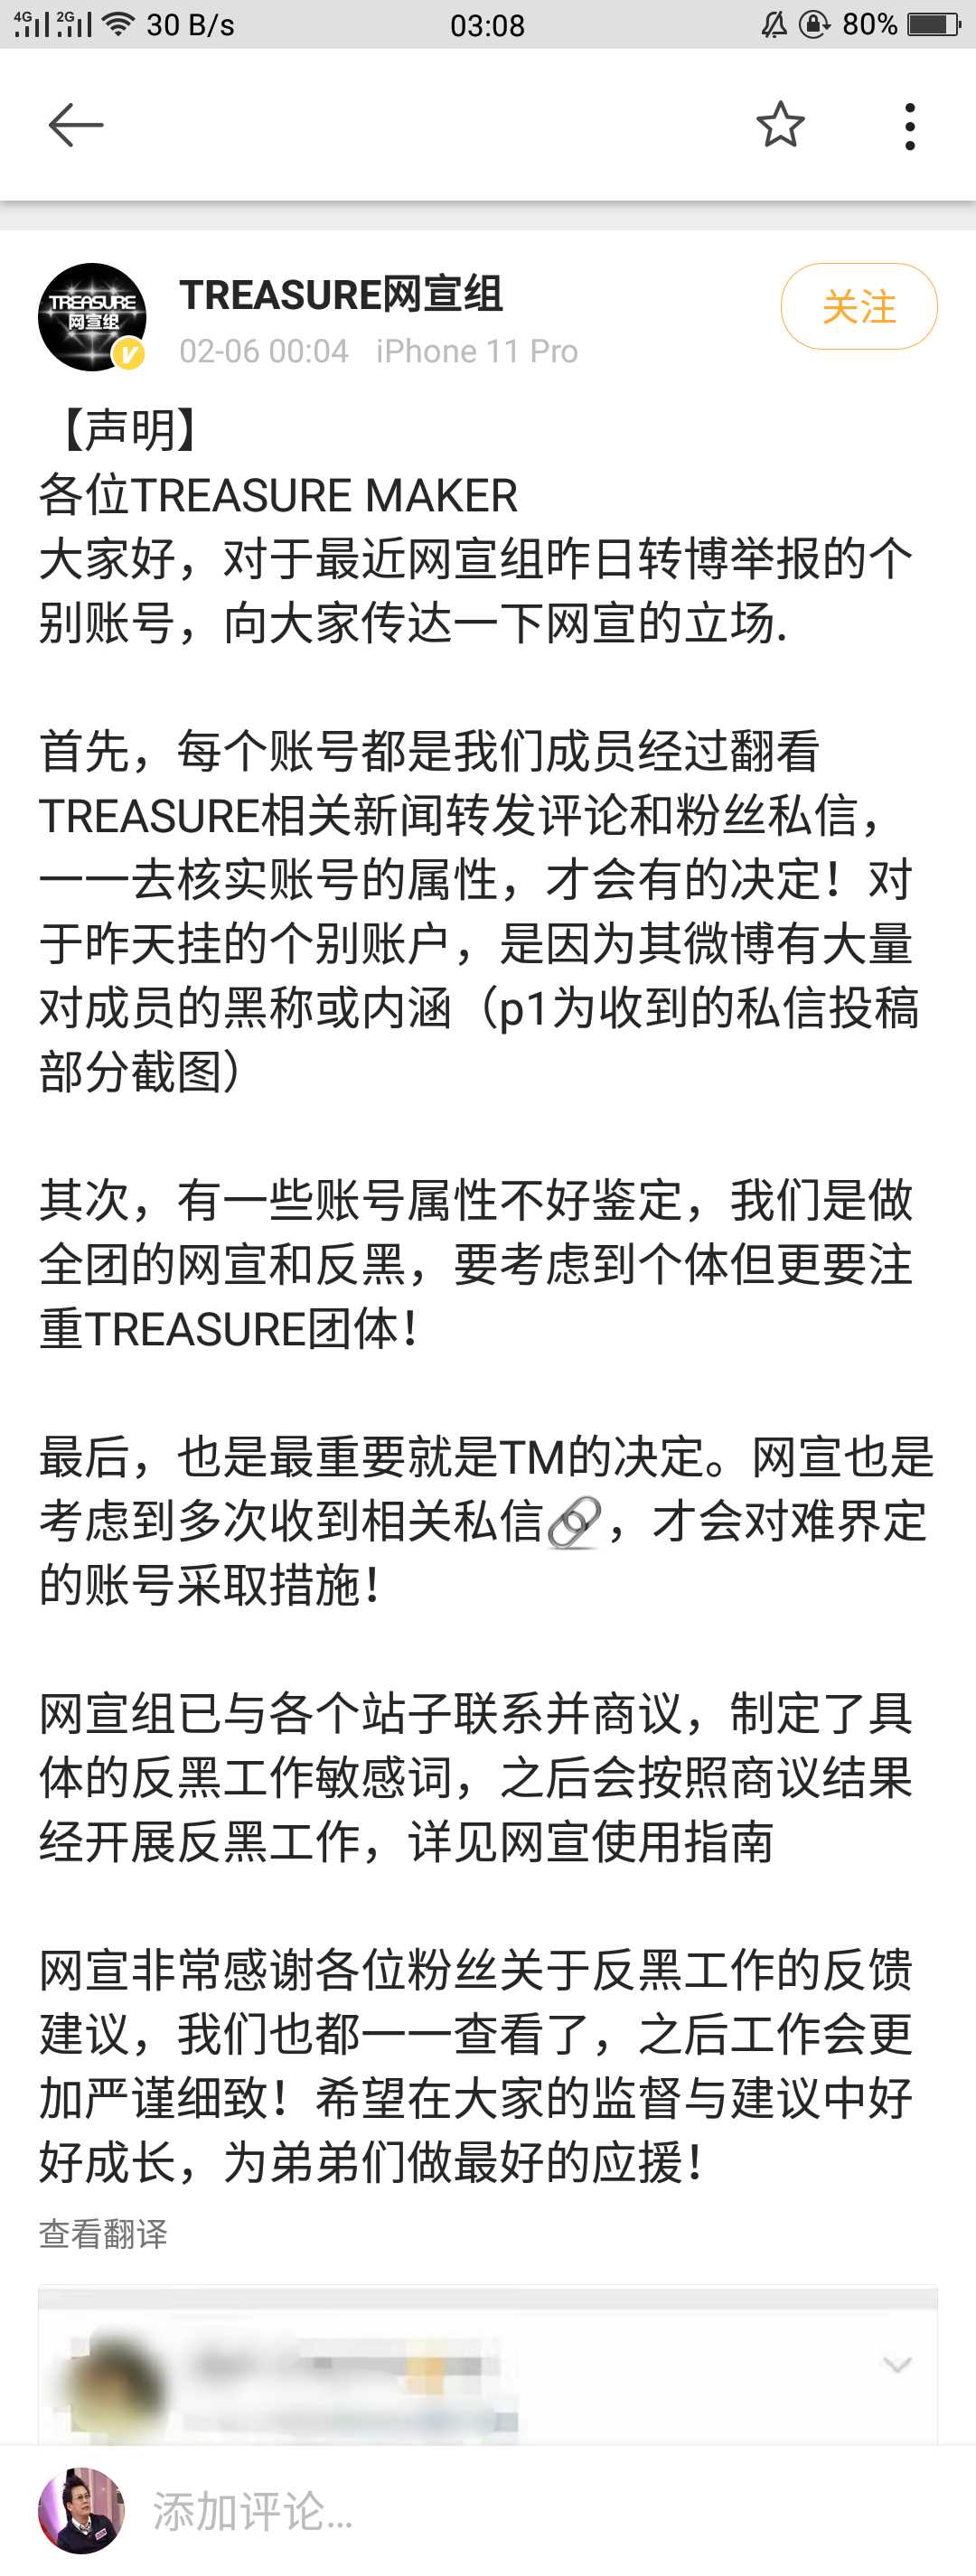 4G 2G 30 B/s 03:08 80%
TREASURE
网宣组
TREASURE网宣组
关注
02-06 00:04 iPhone 11 Pro
【声明】
各位TREASURE MAKER
大家好，对于最近网宣组昨日转博举报的个
别账号，向大家传达一下网宣的立场.
首先，每个账号都是我们成员经过翻看
TREASURE相关新闻转发评论和粉丝私信，
一一去核实账号的属性，才会有的决定！对
于昨天挂的个别账户，是因为其微博有大量
对成员的黑称或内涵（p1为收到的私信投稿
部分截图）
其次，有一些账号属性不好鉴定，我们是做
全团的网宣和反黑，要考虑到个体但更要注
重TREASURE团体！
最后，也是最重要就是TM的决定。网宣也是
考虑到多次收到相关私信🔗，才会对难界定
的账号采取措施！
网宣组已与各个站子联系并商议，制定了具
体的反黑工作敏感词，之后会按照商议结果
经开展反黑工作，详见网宣使用指南
网宣非常感谢各位粉丝关于反黑工作的反馈
建议，我们也都一一查看了，之后工作会更
加严谨细致！希望在大家的监督与建议中好
好成长，为弟弟们做最好的应援！
查看翻译
添加评论...